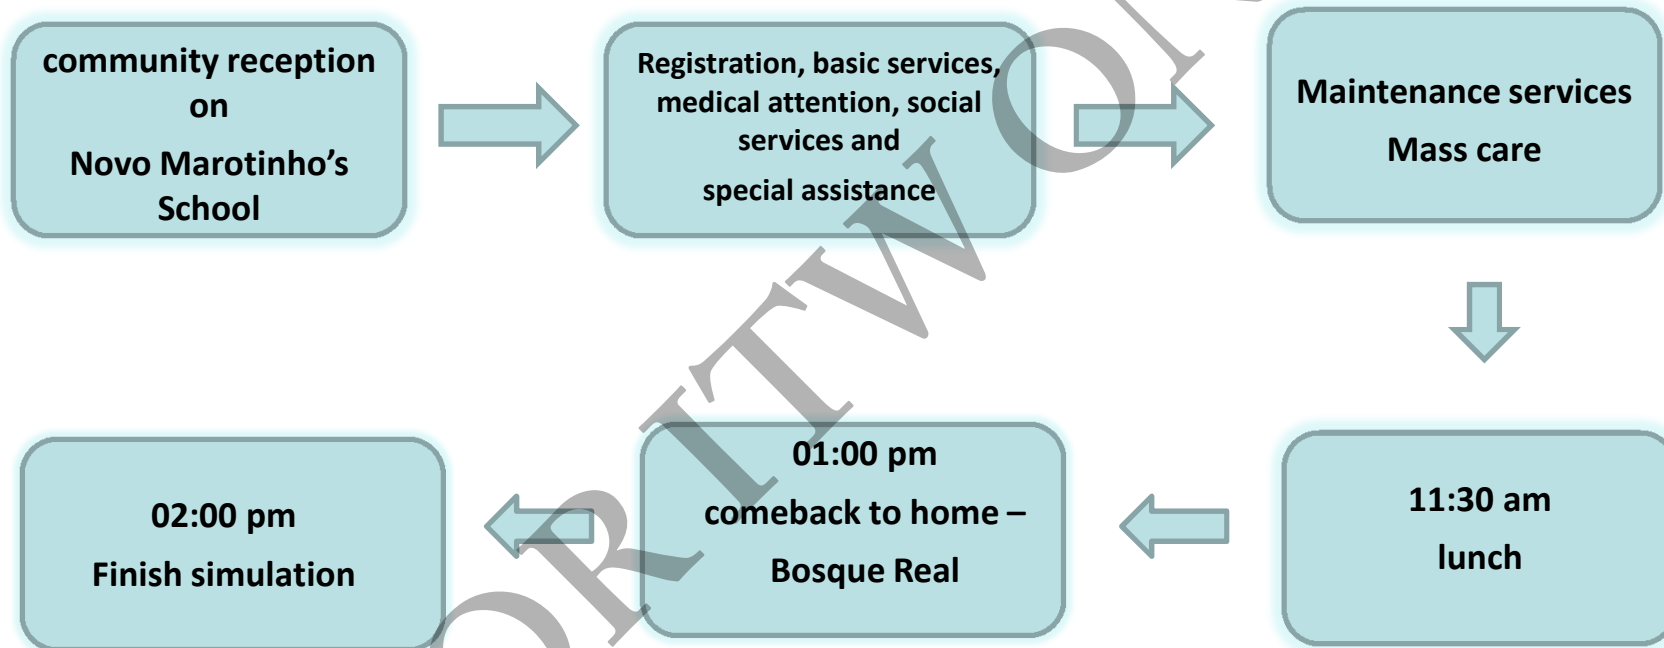 community reception
on
Novo Marotinho’s
School
Registration, basic services,
medical attention, social
services and
special assistance
Maintenance services
Mass care
11:30 am
lunch
01:00 pm
comeback to home –
Bosque Real
02:00 pm
Finish simulation